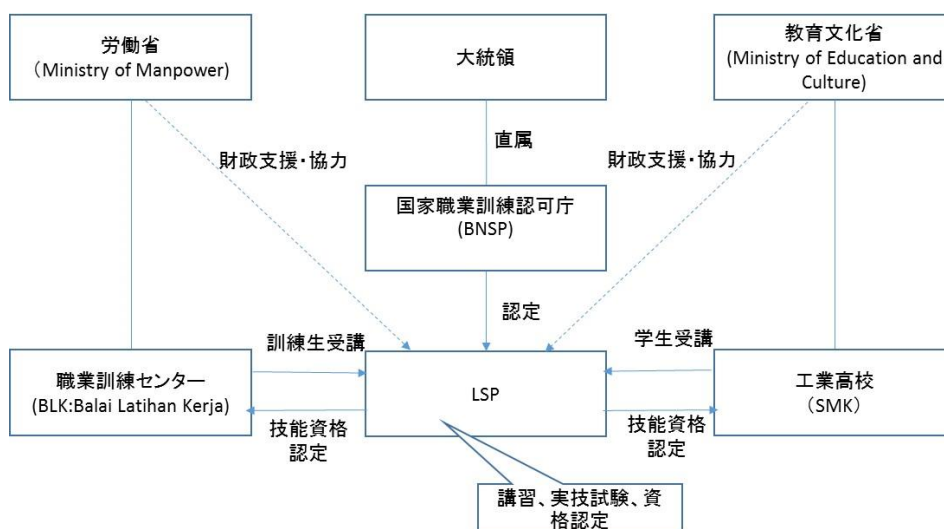 労働省
（Ministry of Manpower)
大統領
教育文化省
(Ministry of Education and
Culture)
直属
財政支援・協力
財政支援・協力
国家職業訓練認可庁
(BNSP)
認定
訓練生受講
学生受講
職業訓練センター
(BLK:Balai Latihan Kerja)
LSP
工業高校
（SMK）
技能資格
認定
技能資格
認定
講習、実技試験、資
格認定